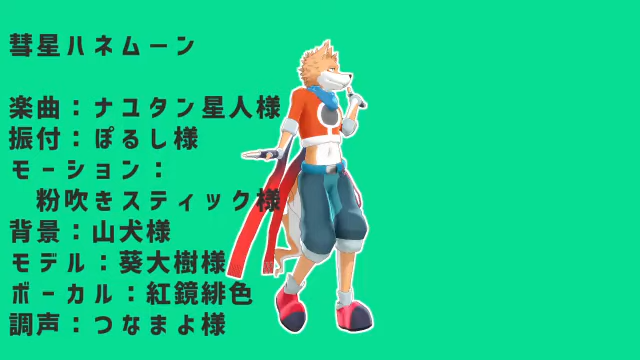 彗星ハネムーン
楽曲：ナユタン星人様
振付：ぽるし様
モーション：
粉吹きスティック様
背景：山犬様
モデル：葵大樹様
ボーカル：紅鏡緋色
調声：つなまよ様